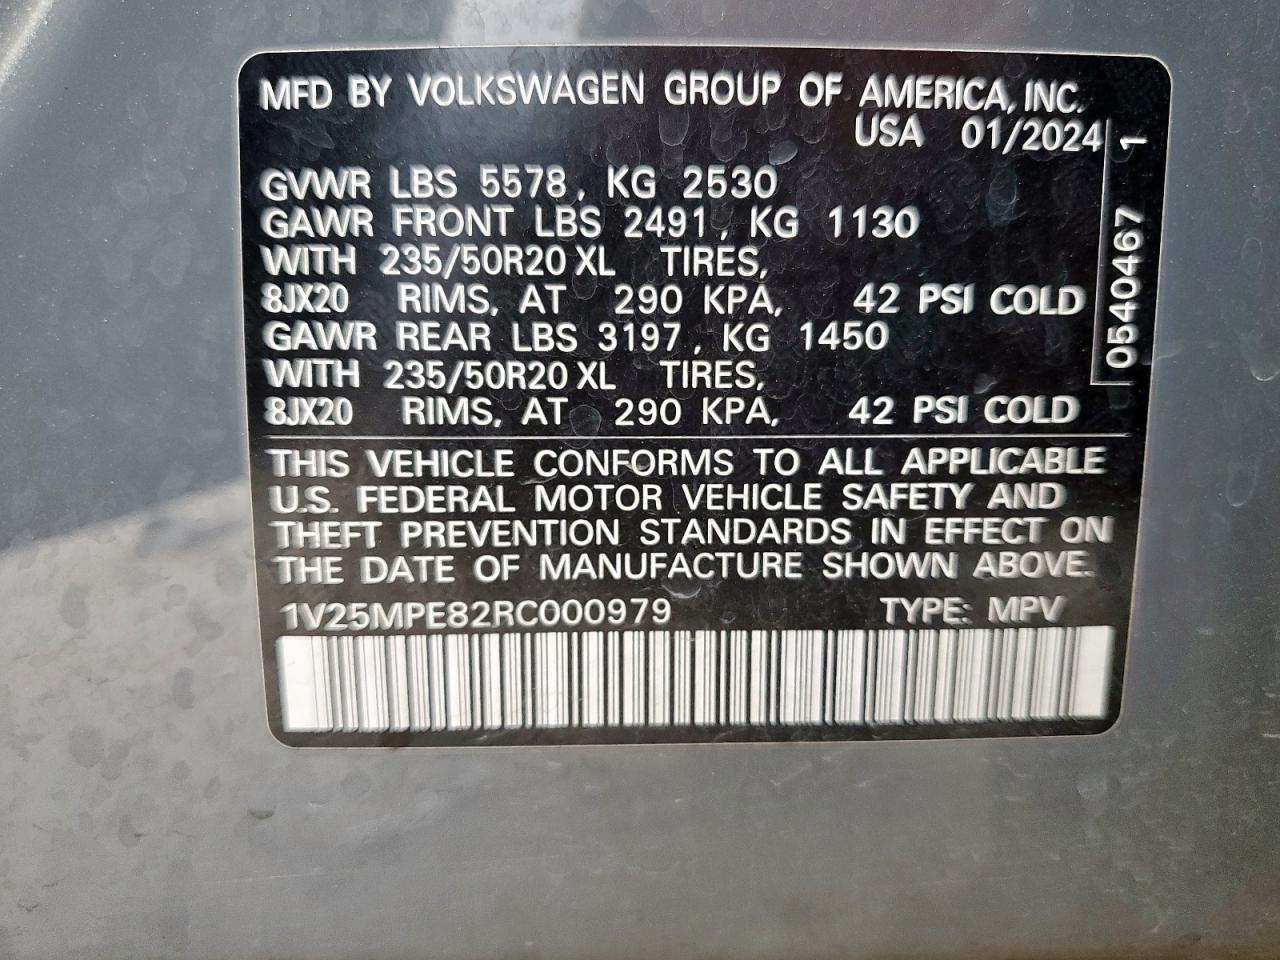 MFD BY VOLKSWAGEN GROUP OF AMERICA, INC.
USA 01/2024
GVWR LBS 5578, KG 2530
GAWR FRONT LBS 2491, KG 1130
WITH 235/50R20 XL TIRES,
8JX20 RIMS, AT 290 KPA, 42 PSI COLD
GAWR REAR LBS 3197, KG 1450
WITH 235/50R20 XL TIRES,
8JX20 RIMS, AT 290 KPA, 42 PSI COLD
0540467 1
THIS VEHICLE CONFORMS TO ALL APPLICABLE
U.S. FEDERAL MOTOR VEHICLE SAFETY AND
THEFT PREVENTION STANDARDS IN EFFECT ON
THE DATE OF MANUFACTURE SHOWN ABOVE.
1V25MPE82RC000979 TYPE: MPV